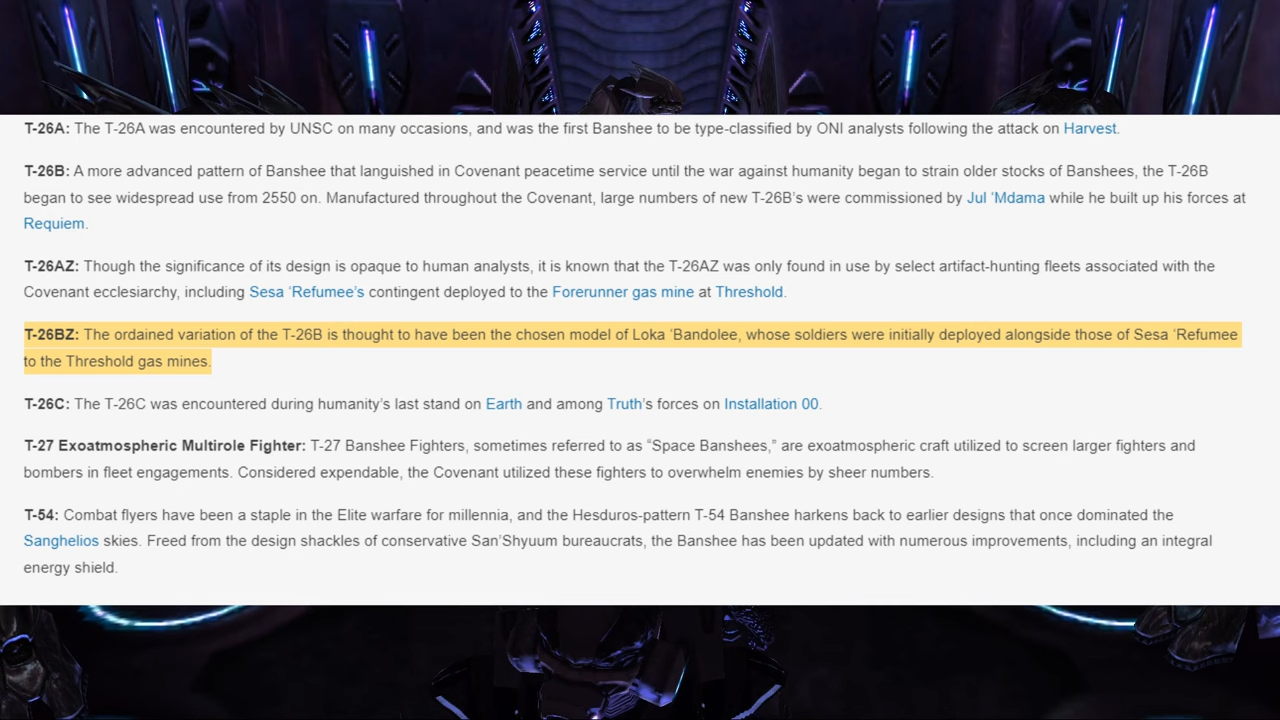 T-26A: The T-26A was encountered by UNSC on many occasions, and was the first Banshee to be type-classified by ONI analysts following the attack on Harvest.
T-26B: A more advanced pattern of Banshee that languished in Covenant peacetime service until the war against humanity began to strain older stocks of Banshees, the T-26B
began to see widespread use from 2550 on. Manufactured throughout the Covenant, large numbers of new T-26B’s were commissioned by Jul ‘Mdama while he built up his forces at
Requiem.
T-26AZ: Though the significance of its design is opaque to human analysts, it is known that the T-26AZ was only found in use by select artifact-hunting fleets associated with the
Covenant ecclesiarchy, including Sesa ‘Refumee’s contingent deployed to the Forerunner gas mine at Threshold.
T-26BZ: The ordained variation of the T-26B is thought to have been the chosen model of Loka ‘Bandolee, whose soldiers were initially deployed alongside those of Sesa ‘Refumee
to the Threshold gas mines.
T-26C: The T-26C was encountered during humanity’s last stand on Earth and among Truth’s forces on Installation 00.
T-27 Exoatmospheric Multirole Fighter: T-27 Banshee Fighters, sometimes referred to as “Space Banshees,” are exoatmospheric craft utilized to screen larger fighters and
bombers in fleet engagements. Considered expendable, the Covenant utilized these fighters to overwhelm enemies by sheer numbers.
T-54: Combat flyers have been a staple in the Elite warfare for millennia, and the Hesduros-pattern T-54 Banshee harkens back to earlier designs that once dominated the
Sanghelios skies. Freed from the design shackles of conservative San’Shyuum bureaucrats, the Banshee has been updated with numerous improvements, including an integral
energy shield.